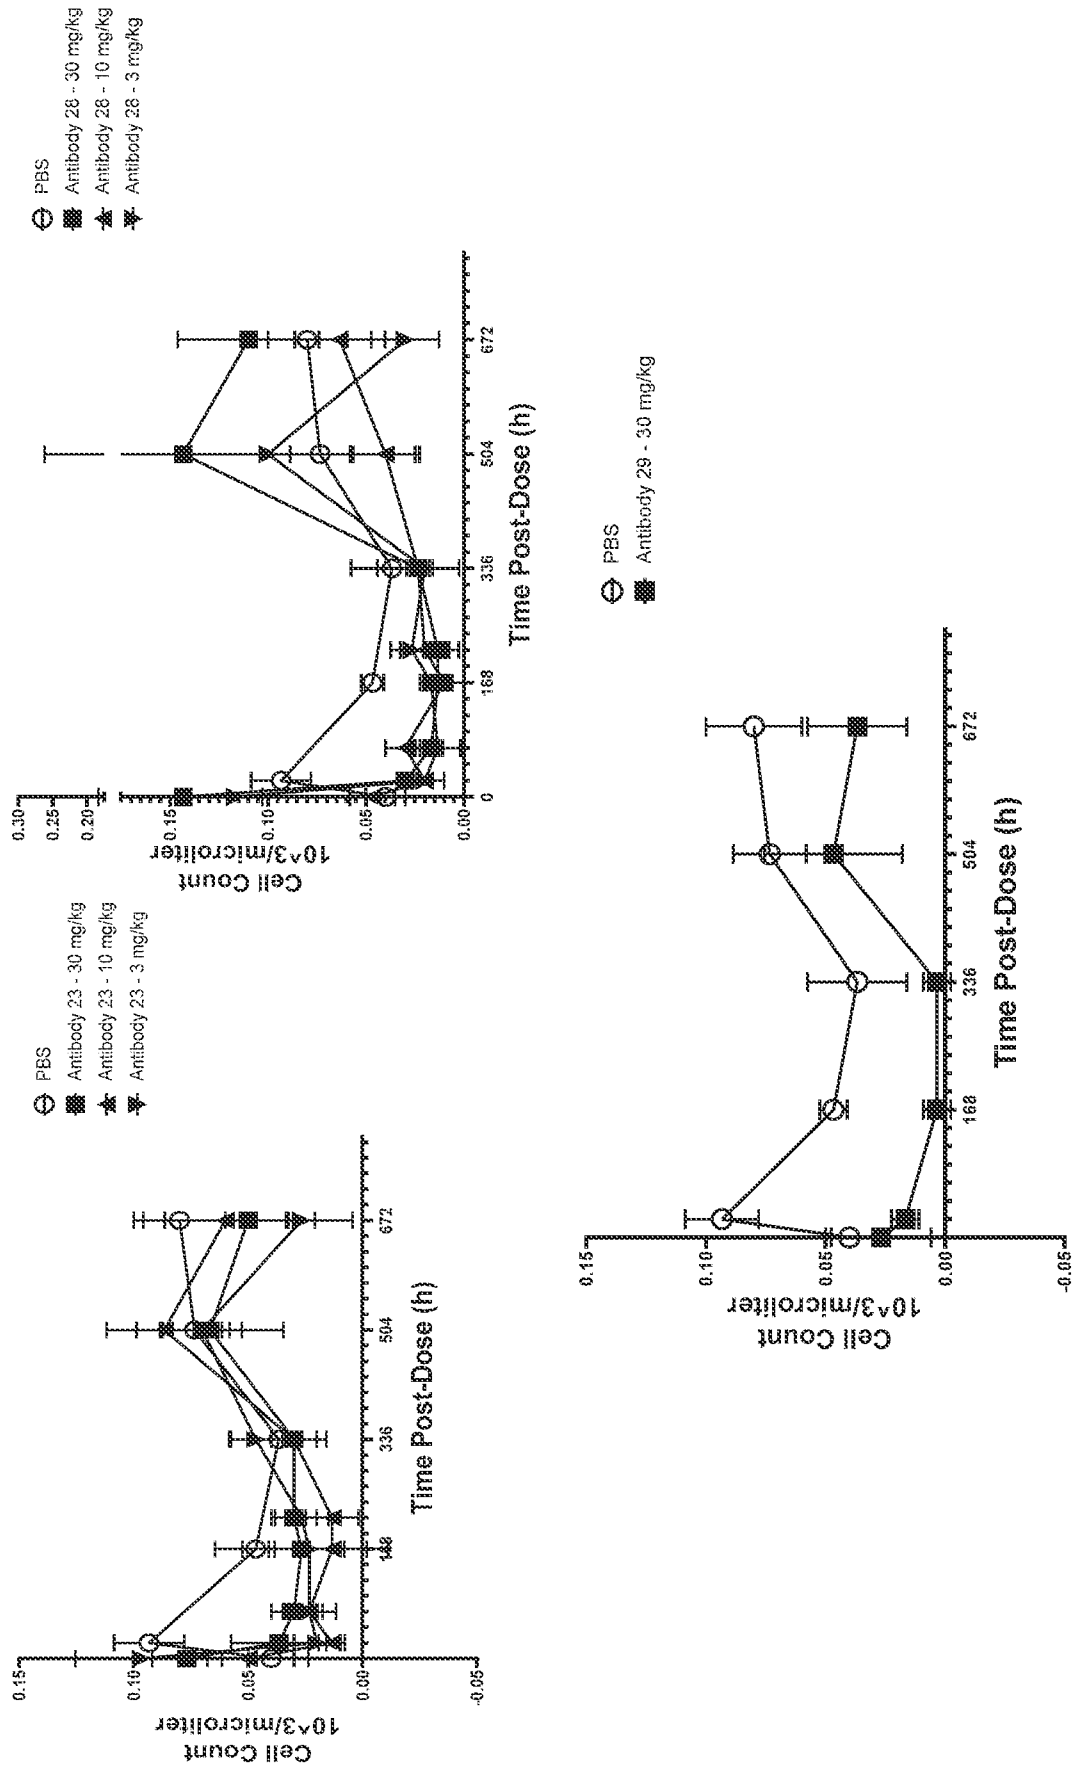 PBS
Antibody 23 - 30 mg/kg
Antibody 23 - 10 mg/kg
Antibody 23 - 3 mg/kg
Cell Count
10^3/microliter
0.15
0.10
0.05
0.00
-0.05
336
504
672
Time Post-Dose (h)
PBS
Antibody 28 - 30 mg/kg
Antibody 28 - 10 mg/kg
Antibody 28 - 3 mg/kg
Cell Count
10^3/microliter
0.30
0.25
0.20
0.15
0.10
0.05
0.00
0
168
336
504
672
Time Post-Dose (h)
PBS
Antibody 29 - 30 mg/kg
Cell Count
10^3/microliter
0.15
0.10
0.05
0.00
-0.05
168
336
504
672
Time Post-Dose (h)